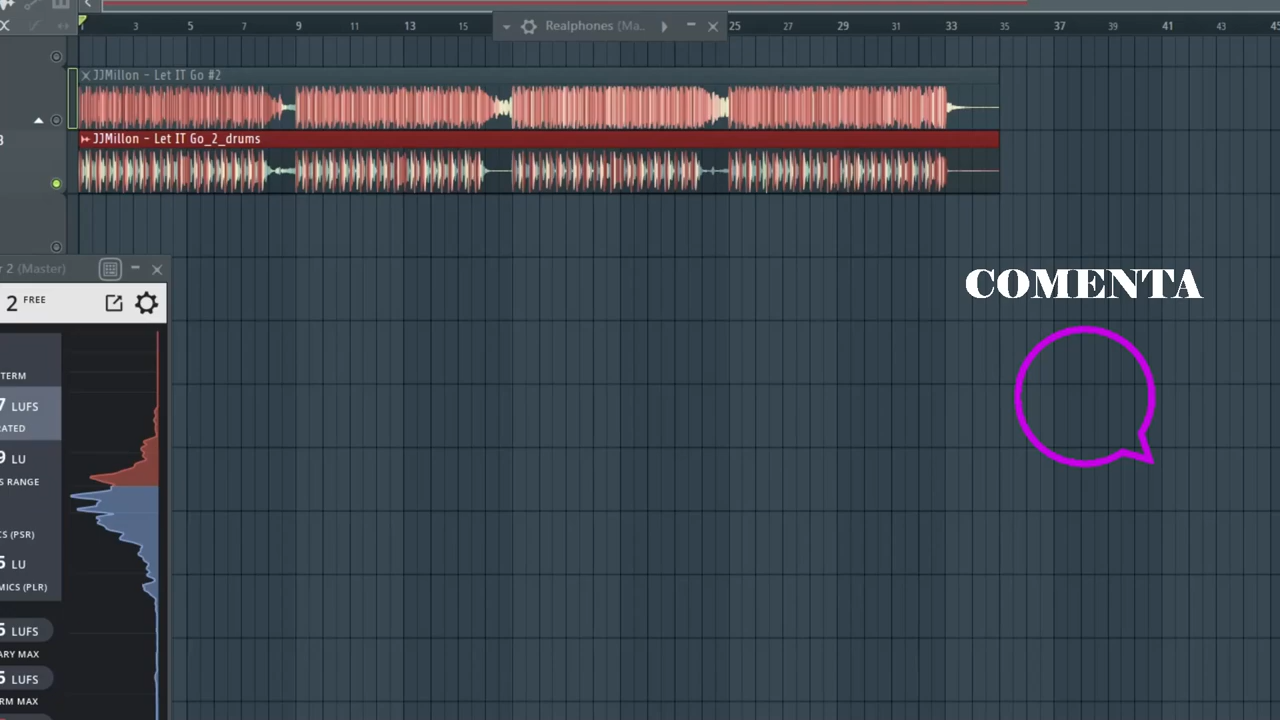 3 5 7 9 11 13 15 25 27 29 31 33 35 37 39 41 43
Realphones (Ma..
JJMillon - Let IT Go #2
JJMillon - Let IT Go_2_drums
3
r 2 (Master)
2 FREE
COMENTA
TERM
7 LUFS
RATED
9 LU
S RANGE
CS (PSR)
5 LU
MICS (PLR)
5 LUFS
ARY MAX
5 LUFS
RM MAX